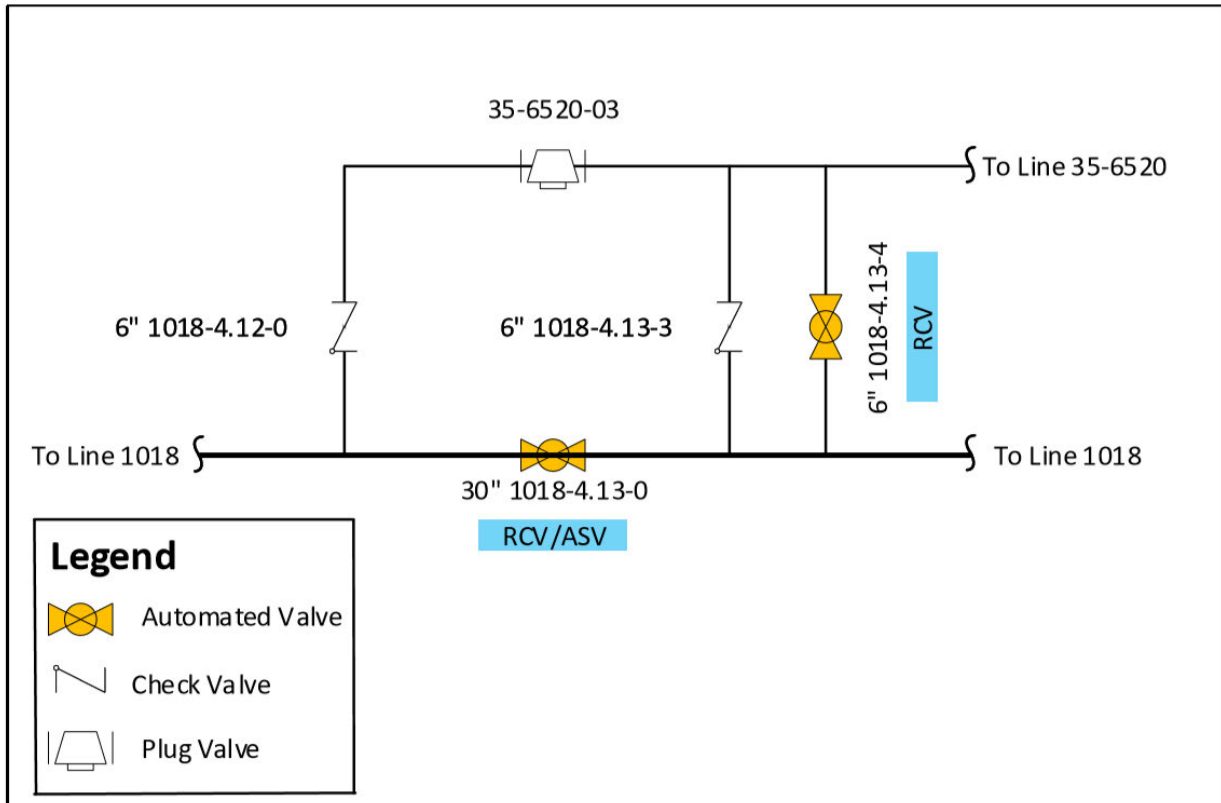 35-6520-03
To Line 35-6520
6" 1018-4.12-0
6" 1018-4.13-3
6" 1018-4.13-4
RCV
To Line 1018
To Line 1018
30" 1018-4.13-0
RCV/ASV
Legend
Automated Valve
Check Valve
Plug Valve